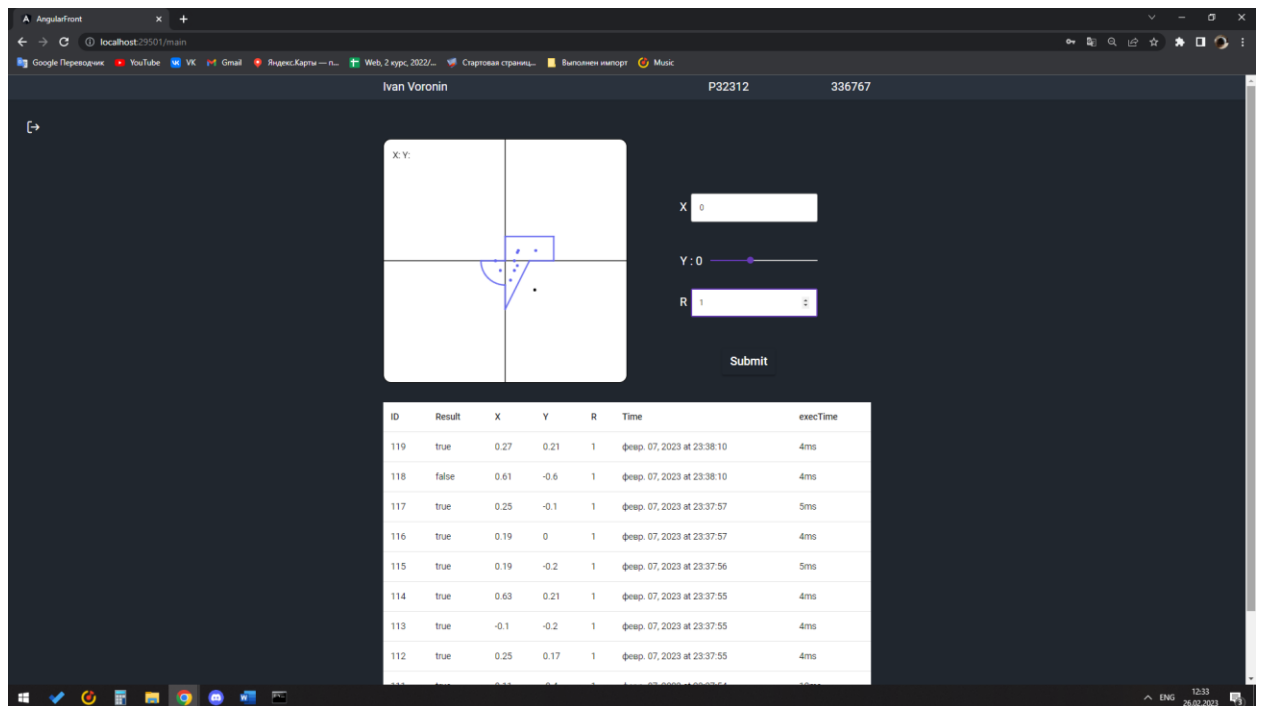 AngularFront
localhost:29501/main
Google Переводчик YouTube VK Gmail Яндекс.Карты — п... Web, 2 курс, 2022/... Стартовая страниц... Выполнен импорт Music
Ivan Voronin P32312 336767
X: Y:
X 0
Y : 0
R 1
Submit
ID Result X Y R Time execTime
119 true 0.27 0.21 1 февр. 07, 2023 at 23:38:10 4ms
118 false 0.61 -0.6 1 февр. 07, 2023 at 23:38:10 4ms
117 true 0.25 -0.1 1 февр. 07, 2023 at 23:37:57 5ms
116 true 0.19 0 1 февр. 07, 2023 at 23:37:57 4ms
115 true 0.19 -0.2 1 февр. 07, 2023 at 23:37:56 5ms
114 true 0.63 0.21 1 февр. 07, 2023 at 23:37:55 4ms
113 true -0.1 -0.2 1 февр. 07, 2023 at 23:37:55 4ms
112 true 0.25 0.17 1 февр. 07, 2023 at 23:37:55 4ms
ENG 12:33
26.02.2023